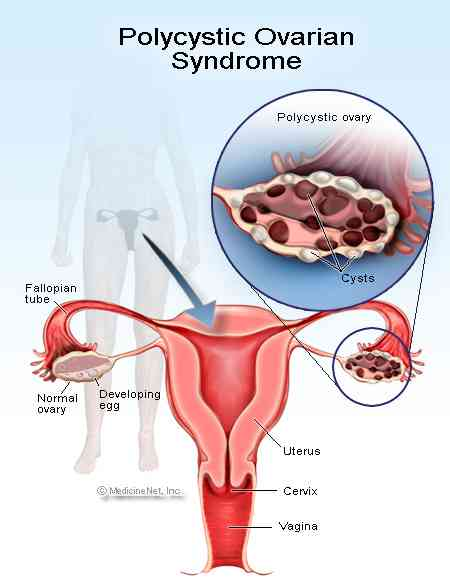 Polycystic Ovarian
Syndrome
Polycystic ovary
Cysts
Fallopian
tube
Normal
ovary
Developing
egg
Uterus
Cervix
Vagina
© MedicineNet, Inc.